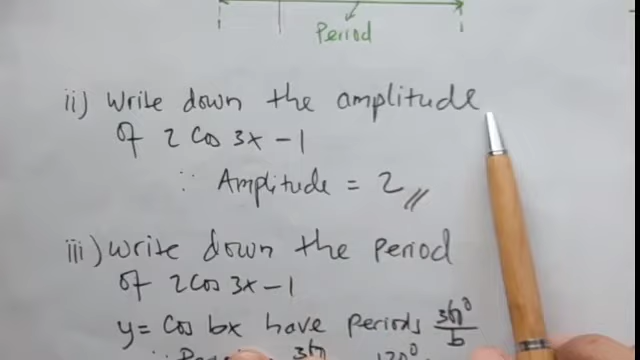 Period
ii) Write down the amplitude
of 2 cos 3x - 1
∴ Amplitude = 2 //
iii) Write down the period
of 2 cos 3x - 1
y = cos bx have periods 360°/b